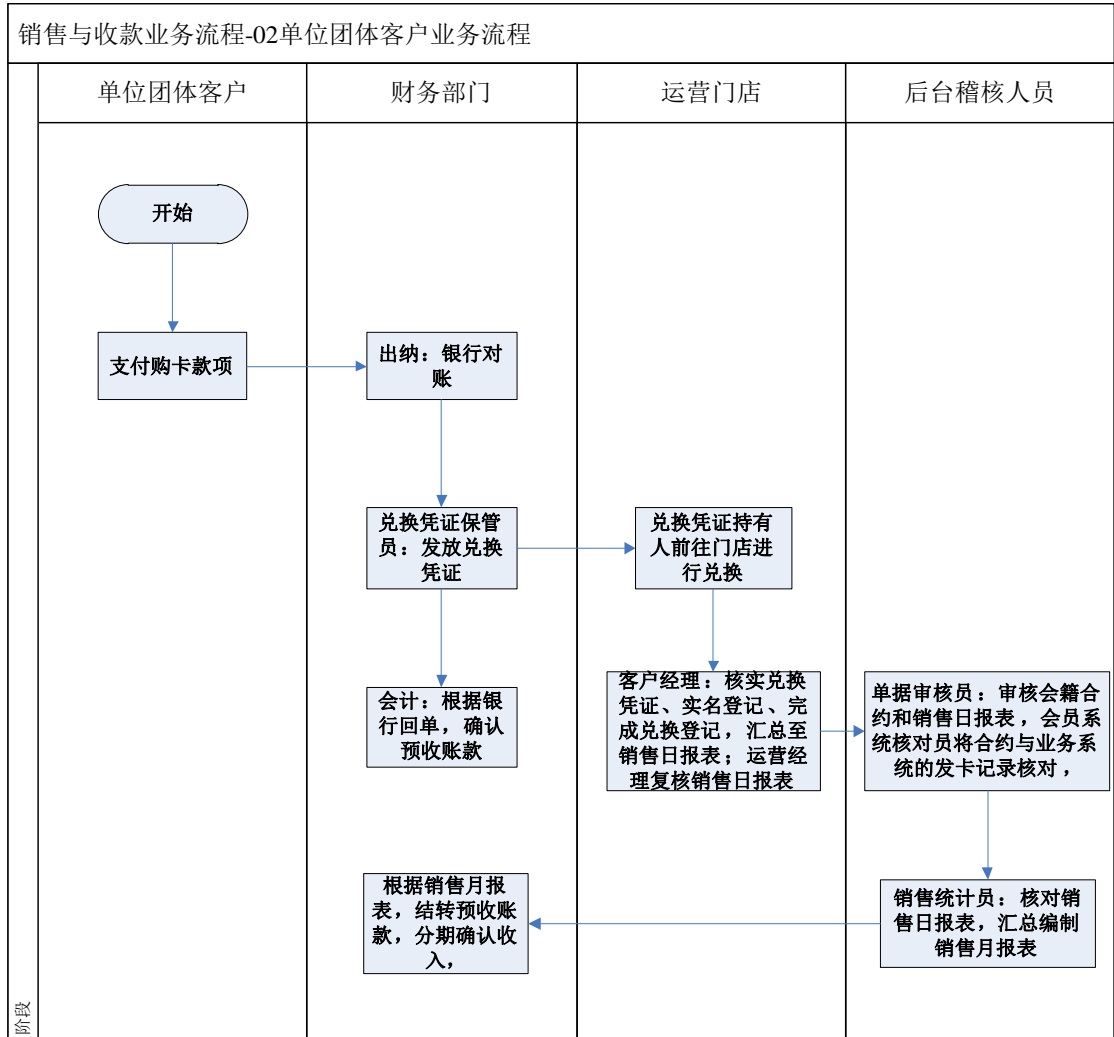 销售与收款业务流程-02单位团体客户业务流程
单位团体客户
财务部门
运营门店
后台稽核人员
开始
支付购卡款项
出纳：银行对
账
兑换凭证保管
员：发放兑换
凭证
兑换凭证持有
人前往门店进
行兑换
会计：根据银
行回单，确认
预收账款
客户经理：核实兑换
凭证、实名登记、完
成兑换登记，汇总至
销售日报表；运营经
理复核销售日报表
单据审核员：审核会籍合
约和销售日报表，会员系
统核对员将合约与业务系
统的发卡记录核对，
根据销售月报
表，结转预收账
款，分期确认收
入，
销售统计员：核对销
售日报表，汇总编制
销售月报表
阶段